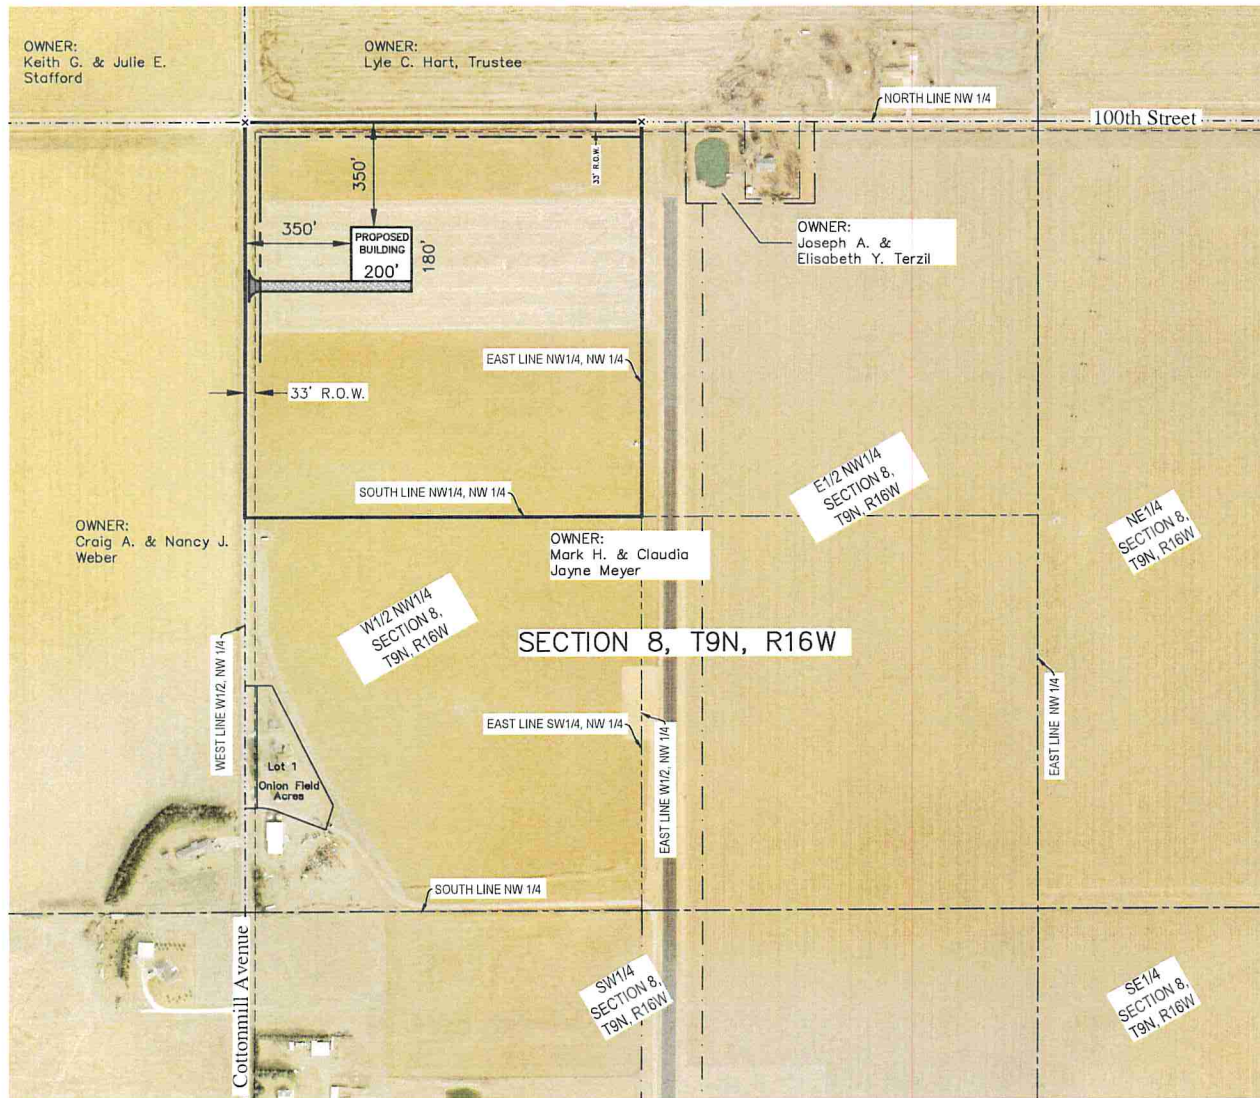 OWNER:
Keith G. & Julie E.
Stafford
OWNER:
Lyle C. Hart, Trustee
NORTH LINE NW 1/4
100th Street
33' R.O.W.
350'
350'
PROPOSED
BUILDING
200'
180'
OWNER:
Joseph A. &
Elisabeth Y. Terzil
EAST LINE NW1/4, NW 1/4
33' R.O.W.
E1/2 NW1/4
SECTION 8,
T9N, R16W
SOUTH LINE NW1/4, NW 1/4
NE1/4
SECTION 8,
T9N, R16W
OWNER:
Craig A. & Nancy J.
Weber
OWNER:
Mark H. & Claudia
Jayne Meyer
W1/2 NW1/4
SECTION 8,
T9N, R16W
SECTION 8, T9N, R16W
WEST LINE W1/2, NW 1/4
EAST LINE SW1/4, NW 1/4
EAST LINE W1/2, NW 1/4
EAST LINE NW 1/4
Lot 1
Onion Field
Acres
SOUTH LINE NW 1/4
Cottonmill Avenue
SW1/4
SECTION 8,
T9N, R16W
SE1/4
SECTION 8,
T9N, R16W